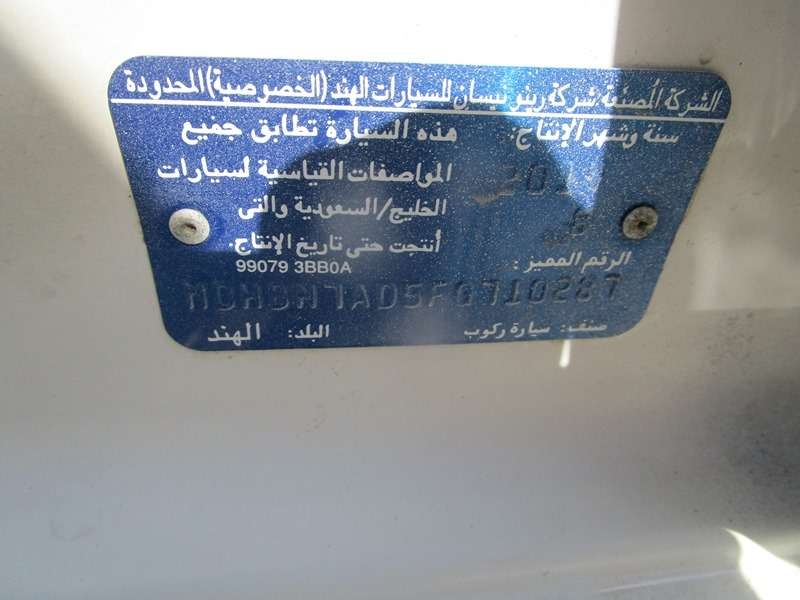 الشركة المصنعة: شركة رينو نيسان للسيارات الهند (الخصوصية) المحدودة
سنة وشهر الإنتاج: هذه السيارة تطابق جميع
المواصفات القياسية لسيارات
الخليج/السعودية والتى
8
أنتجت حتى تاريخ الإنتاج.
الرقم المميز:
99079 3BB0A
صنف: سيارة ركوب البلد: الهند